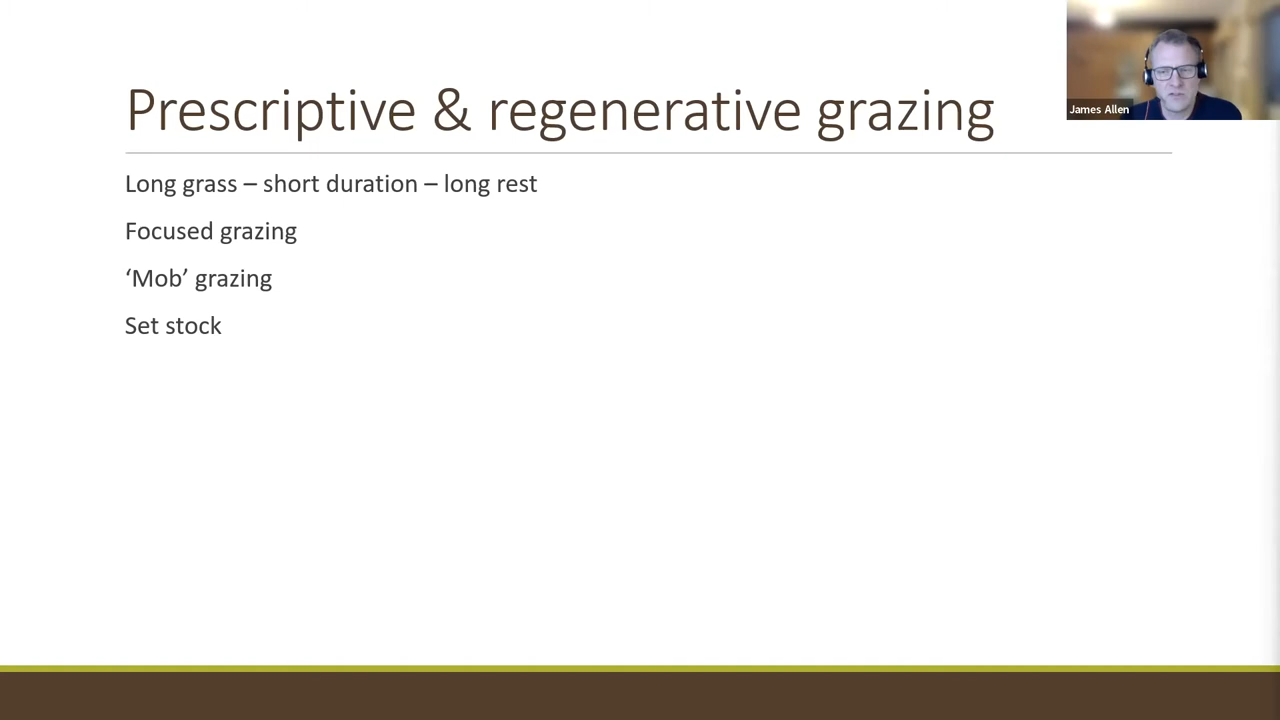 Prescriptive & regenerative grazing
James Allen
Long grass – short duration – long rest
Focused grazing
‘Mob’ grazing
Set stock